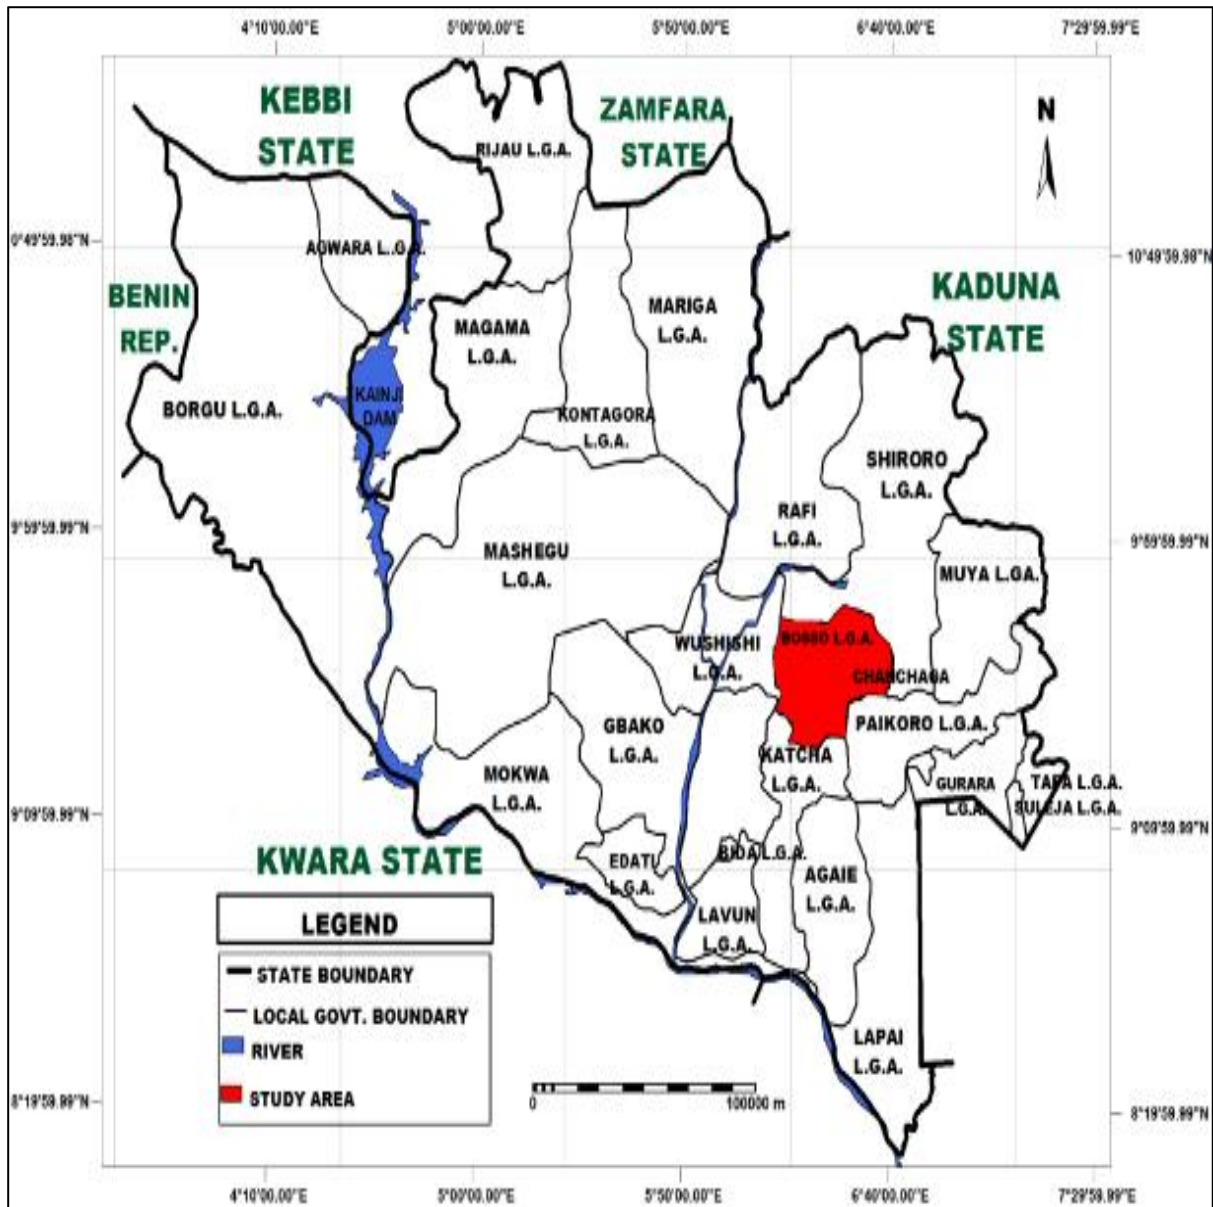 4°10'00.00"E
5°00'00.00"E
5°50'00.00"E
6°40'00.00"E
7°29'59.99"E
KEBBI
STATE
ZAMFARA
STATE
N
RIJAU L.G.A.
0°49'59.98"N
AGWARA L.G.A.
10°49'59.99"N
BENIN
REP.
KADUNA
STATE
MAGAMA
L.G.A.
MARIGA
L.G.A.
BORGU L.G.A.
KAINJI
DAM
KONTAGORA
L.G.A.
SHIRORO
L.G.A.
9°59'59.99"N
RAFI
L.G.A.
9°59'59.99"N
MASHEGU
L.G.A.
MUYA L.GA.
WUSHISHI
L.G.A.
BOSSO L.G.A.
CHANCHAGA
GBAKO
L.G.A.
PAIKORO L.G.A.
MOKWA
L.G.A.
KATCHA
L.G.A.
GURARA
L.G.A.
TAFA L.G.A.
SULEJA L.G.A.
9°09'59.99"N
9°09'59.99"N
KWARA STATE
EDATI
L.G.A.
BIDA L.G.A.
AGAIE
L.G.A.
LAVUN
L.G.A.
LEGEND
STATE BOUNDARY
LOCAL GOVT. BOUNDARY
RIVER
STUDY AREA
LAPAI
L.G.A.
0
100000 m
8°19'59.99"N
8°19'59.99"N
4°10'00.00"E
5°00'00.00"E
5°50'00.00"E
6°40'00.00"E
7°29'59.99"E